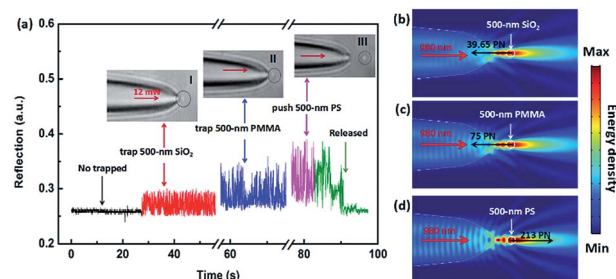 (a)
Reflection (a.u.)
0.6
0.5
0.4
0.3
0.2
I
12 mW
II
III
trap 500-nm SiO₂
trap 500-nm PMMA
push 500-nm PS
No trapped
Released
0
20
40
60
80
100
Time (s)
(b)
500-nm SiO₂
39.65 PN
980 nm
(c)
500-nm PMMA
75 PN
980 nm
(d)
500-nm PS
213 PN
980 nm
Max
Energy density
Min